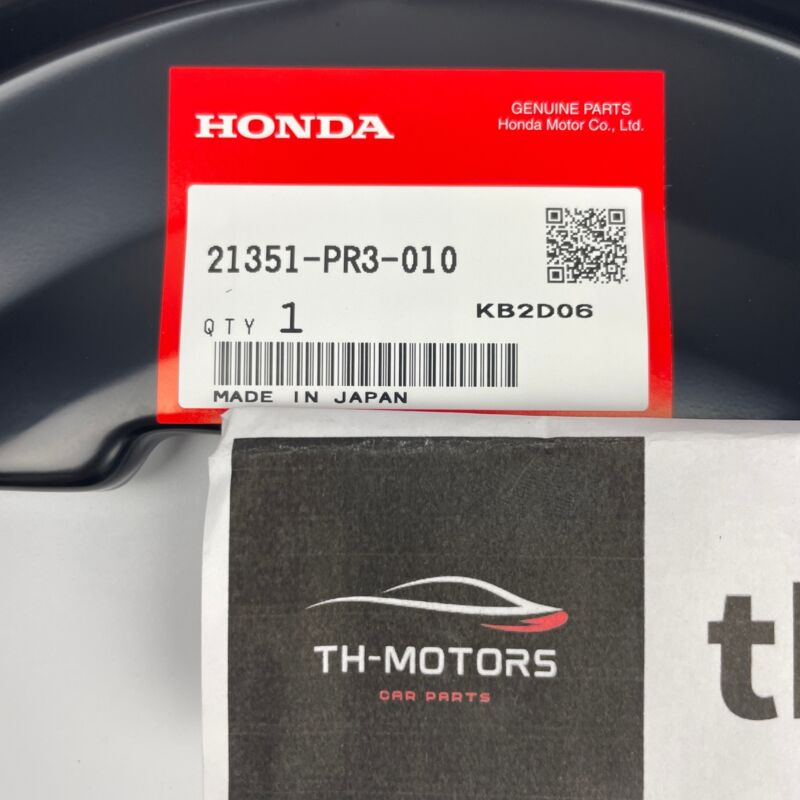 HONDA
GENUINE PARTS
Honda Motor Co., Ltd.
21351-PR3-010
QTY 1
KB2D06
MADE IN JAPAN
TH-MOTORS
CAR PARTS